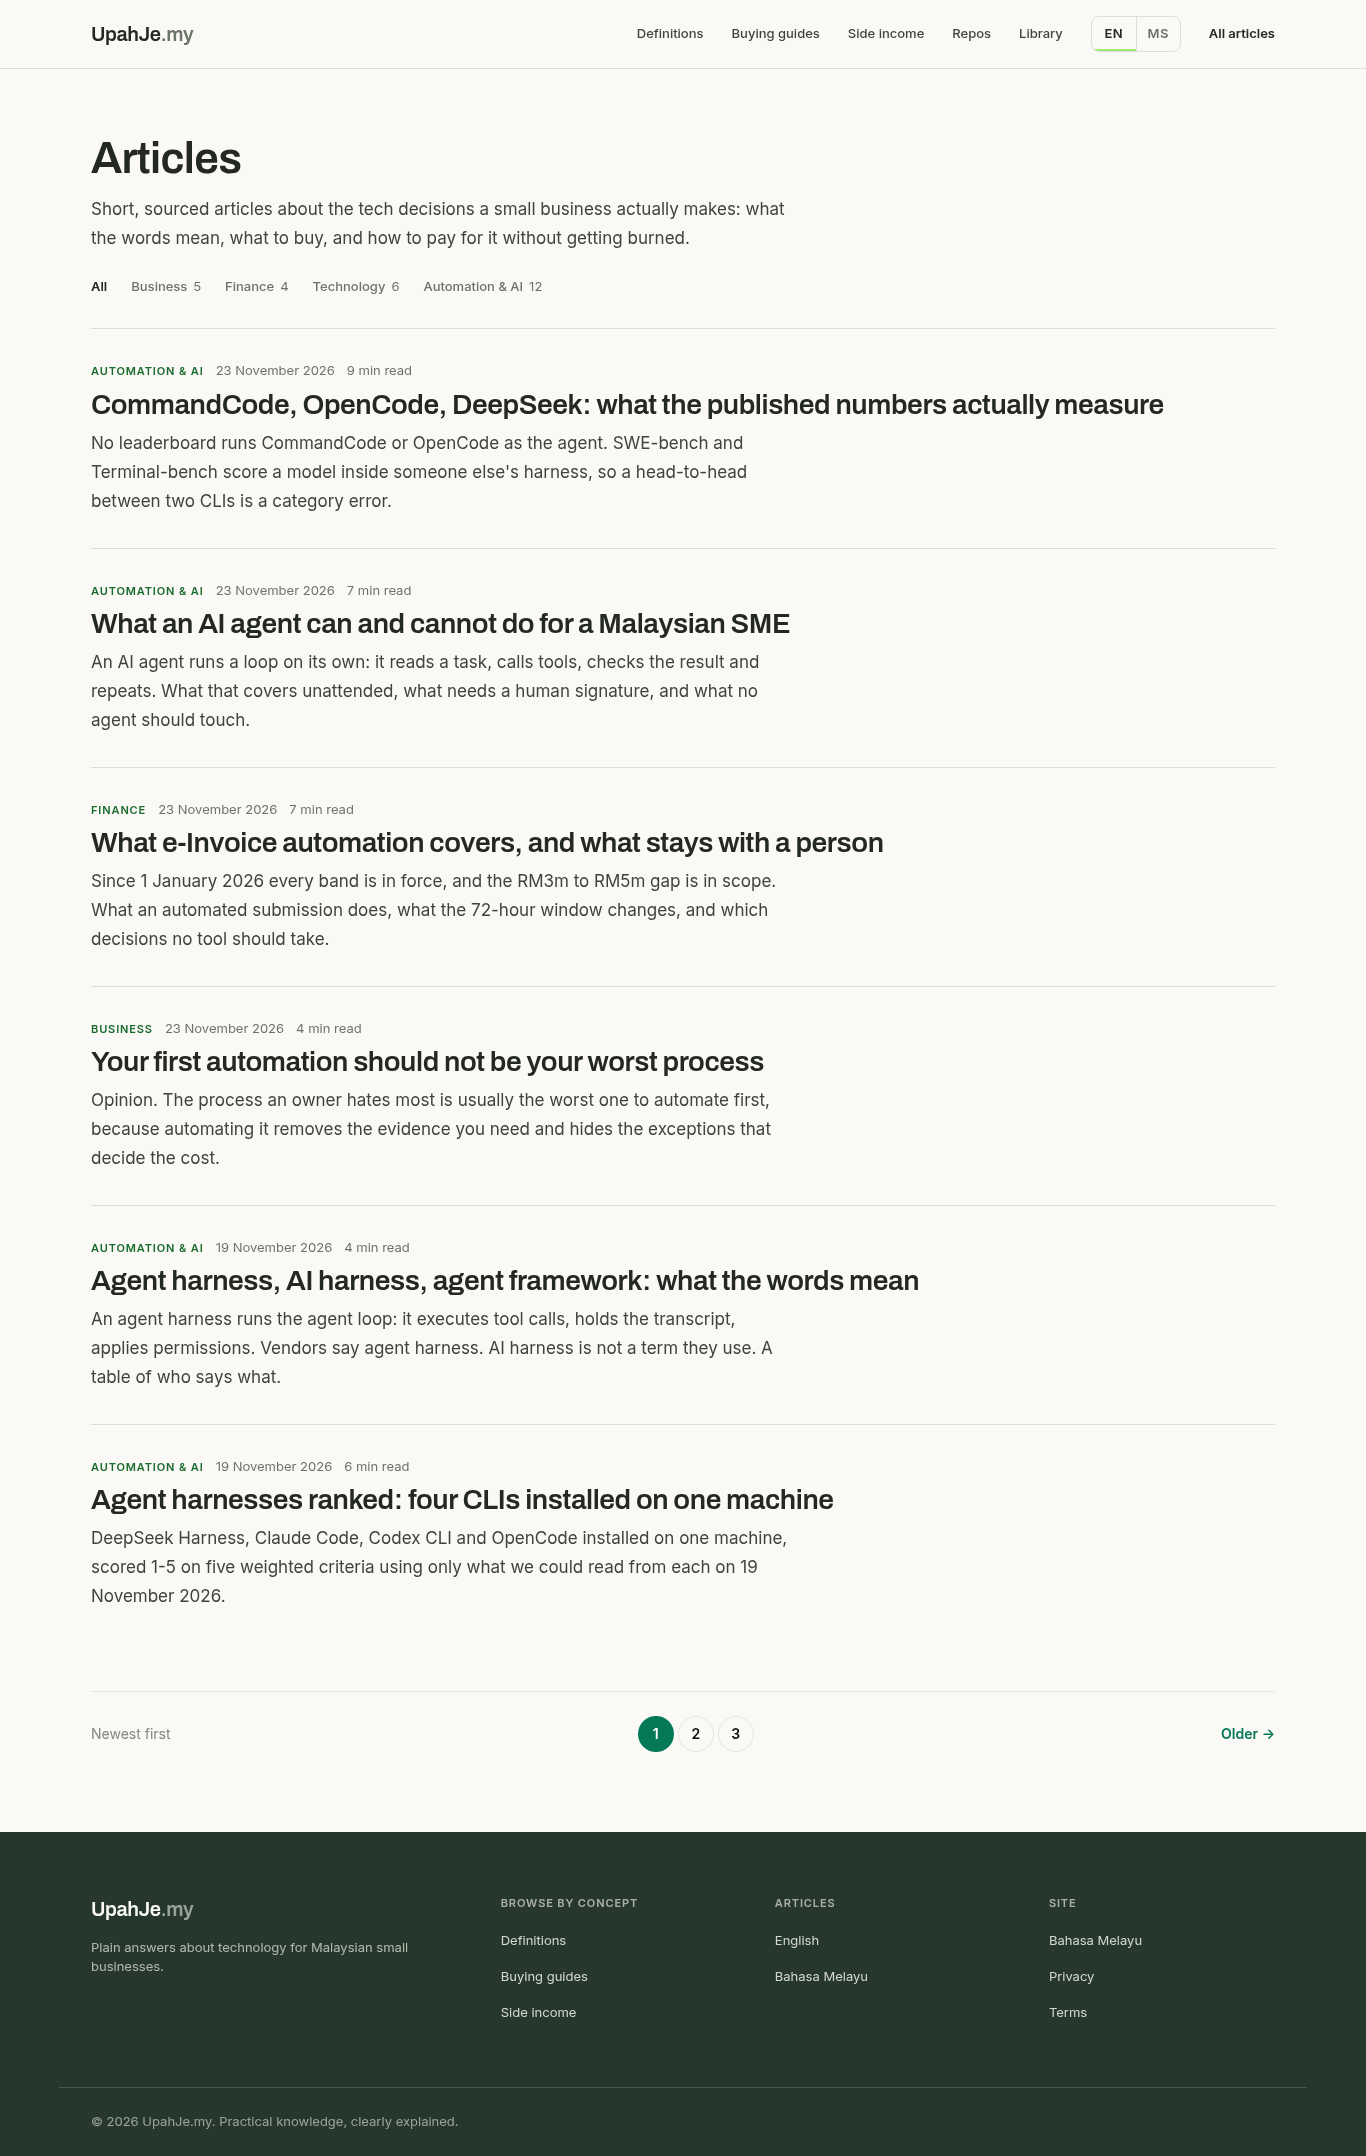 UpahJe.my
Definitions Buying guides Side income Repos Library EN MS All articles
Articles
Short, sourced articles about the tech decisions a small business actually makes: what
the words mean, what to buy, and how to pay for it without getting burned.
All Business 5 Finance 4 Technology 6 Automation & AI 12
AUTOMATION & AI 23 November 2026 9 min read
CommandCode, OpenCode, DeepSeek: what the published numbers actually measure
No leaderboard runs CommandCode or OpenCode as the agent. SWE-bench and
Terminal-bench score a model inside someone else's harness, so a head-to-head
between two CLIs is a category error.
AUTOMATION & AI 23 November 2026 7 min read
What an AI agent can and cannot do for a Malaysian SME
An AI agent runs a loop on its own: it reads a task, calls tools, checks the result and
repeats. What that covers unattended, what needs a human signature, and what no
agent should touch.
FINANCE 23 November 2026 7 min read
What e-Invoice automation covers, and what stays with a person
Since 1 January 2026 every band is in force, and the RM3m to RM5m gap is in scope.
What an automated submission does, what the 72-hour window changes, and which
decisions no tool should take.
BUSINESS 23 November 2026 4 min read
Your first automation should not be your worst process
Opinion. The process an owner hates most is usually the worst one to automate first,
because automating it removes the evidence you need and hides the exceptions that
decide the cost.
AUTOMATION & AI 19 November 2026 4 min read
Agent harness, AI harness, agent framework: what the words mean
An agent harness runs the agent loop: it executes tool calls, holds the transcript,
applies permissions. Vendors say agent harness. AI harness is not a term they use. A
table of who says what.
AUTOMATION & AI 19 November 2026 6 min read
Agent harnesses ranked: four CLIs installed on one machine
DeepSeek Harness, Claude Code, Codex CLI and OpenCode installed on one machine,
scored 1-5 on five weighted criteria using only what we could read from each on 19
November 2026.
Newest first 1 2 3 Older →
UpahJe.my
Plain answers about technology for Malaysian small
businesses.
BROWSE BY CONCEPT
Definitions
Buying guides
Side income
ARTICLES
English
Bahasa Melayu
SITE
Bahasa Melayu
Privacy
Terms
© 2026 UpahJe.my. Practical knowledge, clearly explained.